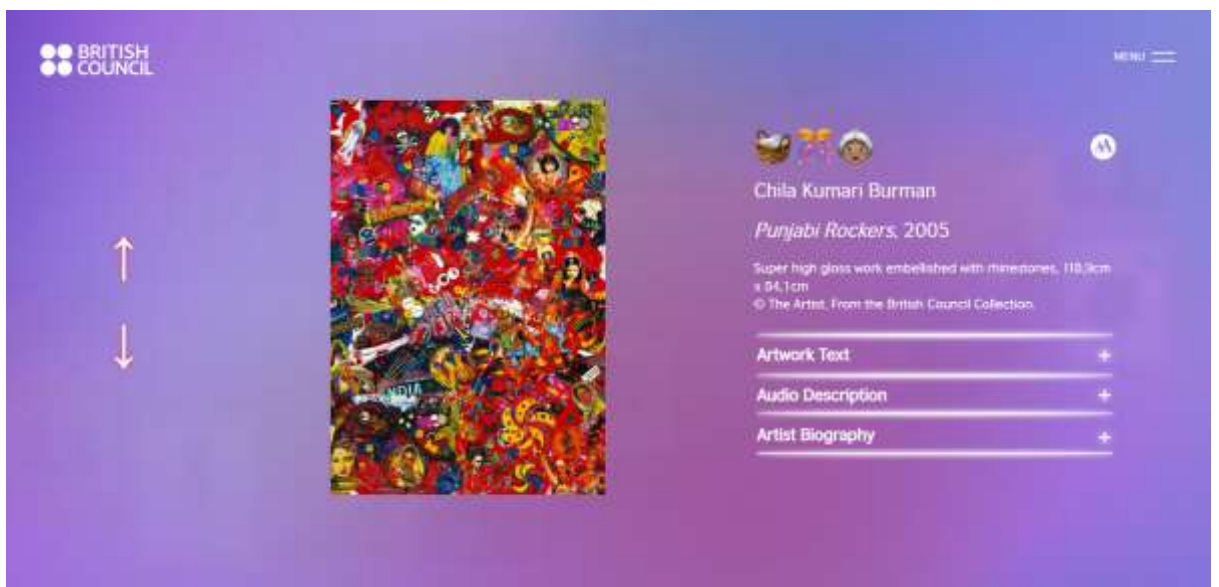 BRITISH
COUNCIL
MENU
Chila Kumari Burman
Punjabi Rockers, 2005
Super high gloss work embellished with rhinestones, 118,9cm
x 84,1cm
© The Artist. From the British Council Collection.
Artwork Text +
Audio Description +
Artist Biography +
INDIA